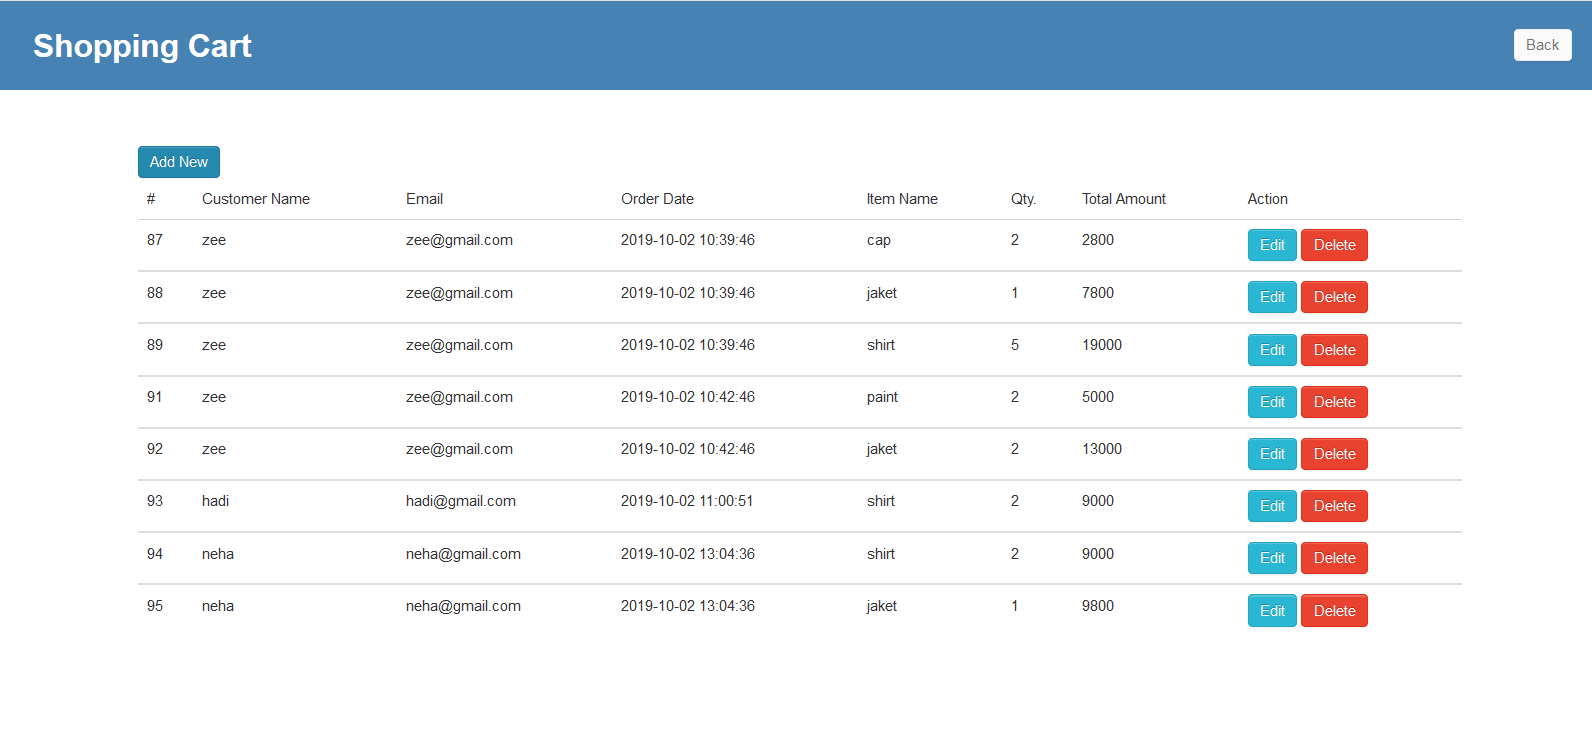 Shopping Cart Back
Add New
# Customer Name Email Order Date Item Name Qty. Total Amount Action
87 zee zee@gmail.com 2019-10-02 10:39:46 cap 2 2800 Edit Delete
88 zee zee@gmail.com 2019-10-02 10:39:46 jaket 1 7800 Edit Delete
89 zee zee@gmail.com 2019-10-02 10:39:46 shirt 5 19000 Edit Delete
91 zee zee@gmail.com 2019-10-02 10:42:46 paint 2 5000 Edit Delete
92 zee zee@gmail.com 2019-10-02 10:42:46 jaket 2 13000 Edit Delete
93 hadi hadi@gmail.com 2019-10-02 11:00:51 shirt 2 9000 Edit Delete
94 neha neha@gmail.com 2019-10-02 13:04:36 shirt 2 9000 Edit Delete
95 neha neha@gmail.com 2019-10-02 13:04:36 jaket 1 9800 Edit Delete